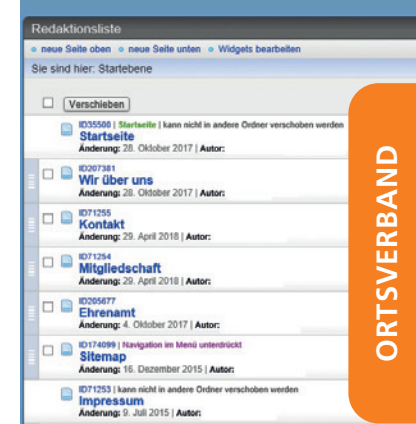 Redaktionsliste
neue Seite oben neue Seite unten Widgets bearbeiten
Sie sind hier: Startebene
Verschieben
ID35500 | Startseite | kann nicht in andere Ordner verschoben werden
Startseite
Änderung: 28. Oktober 2017 | Autor:
ID207381
Wir über uns
Änderung: 28. Oktober 2017 | Autor:
ID71255
Kontakt
Änderung: 29. April 2018 | Autor:
ID71254
Mitgliedschaft
Änderung: 29. April 2018 | Autor:
ID205677
Ehrenamt
Änderung: 4. Oktober 2017 | Autor:
ID174099 | Navigation im Menü unterdrückt
Sitemap
Änderung: 16. Dezember 2015 | Autor:
ID71253 | kann nicht in andere Ordner verschoben werden
Impressum
Änderung: 9. Juli 2015 | Autor:
ORTSVERBAND